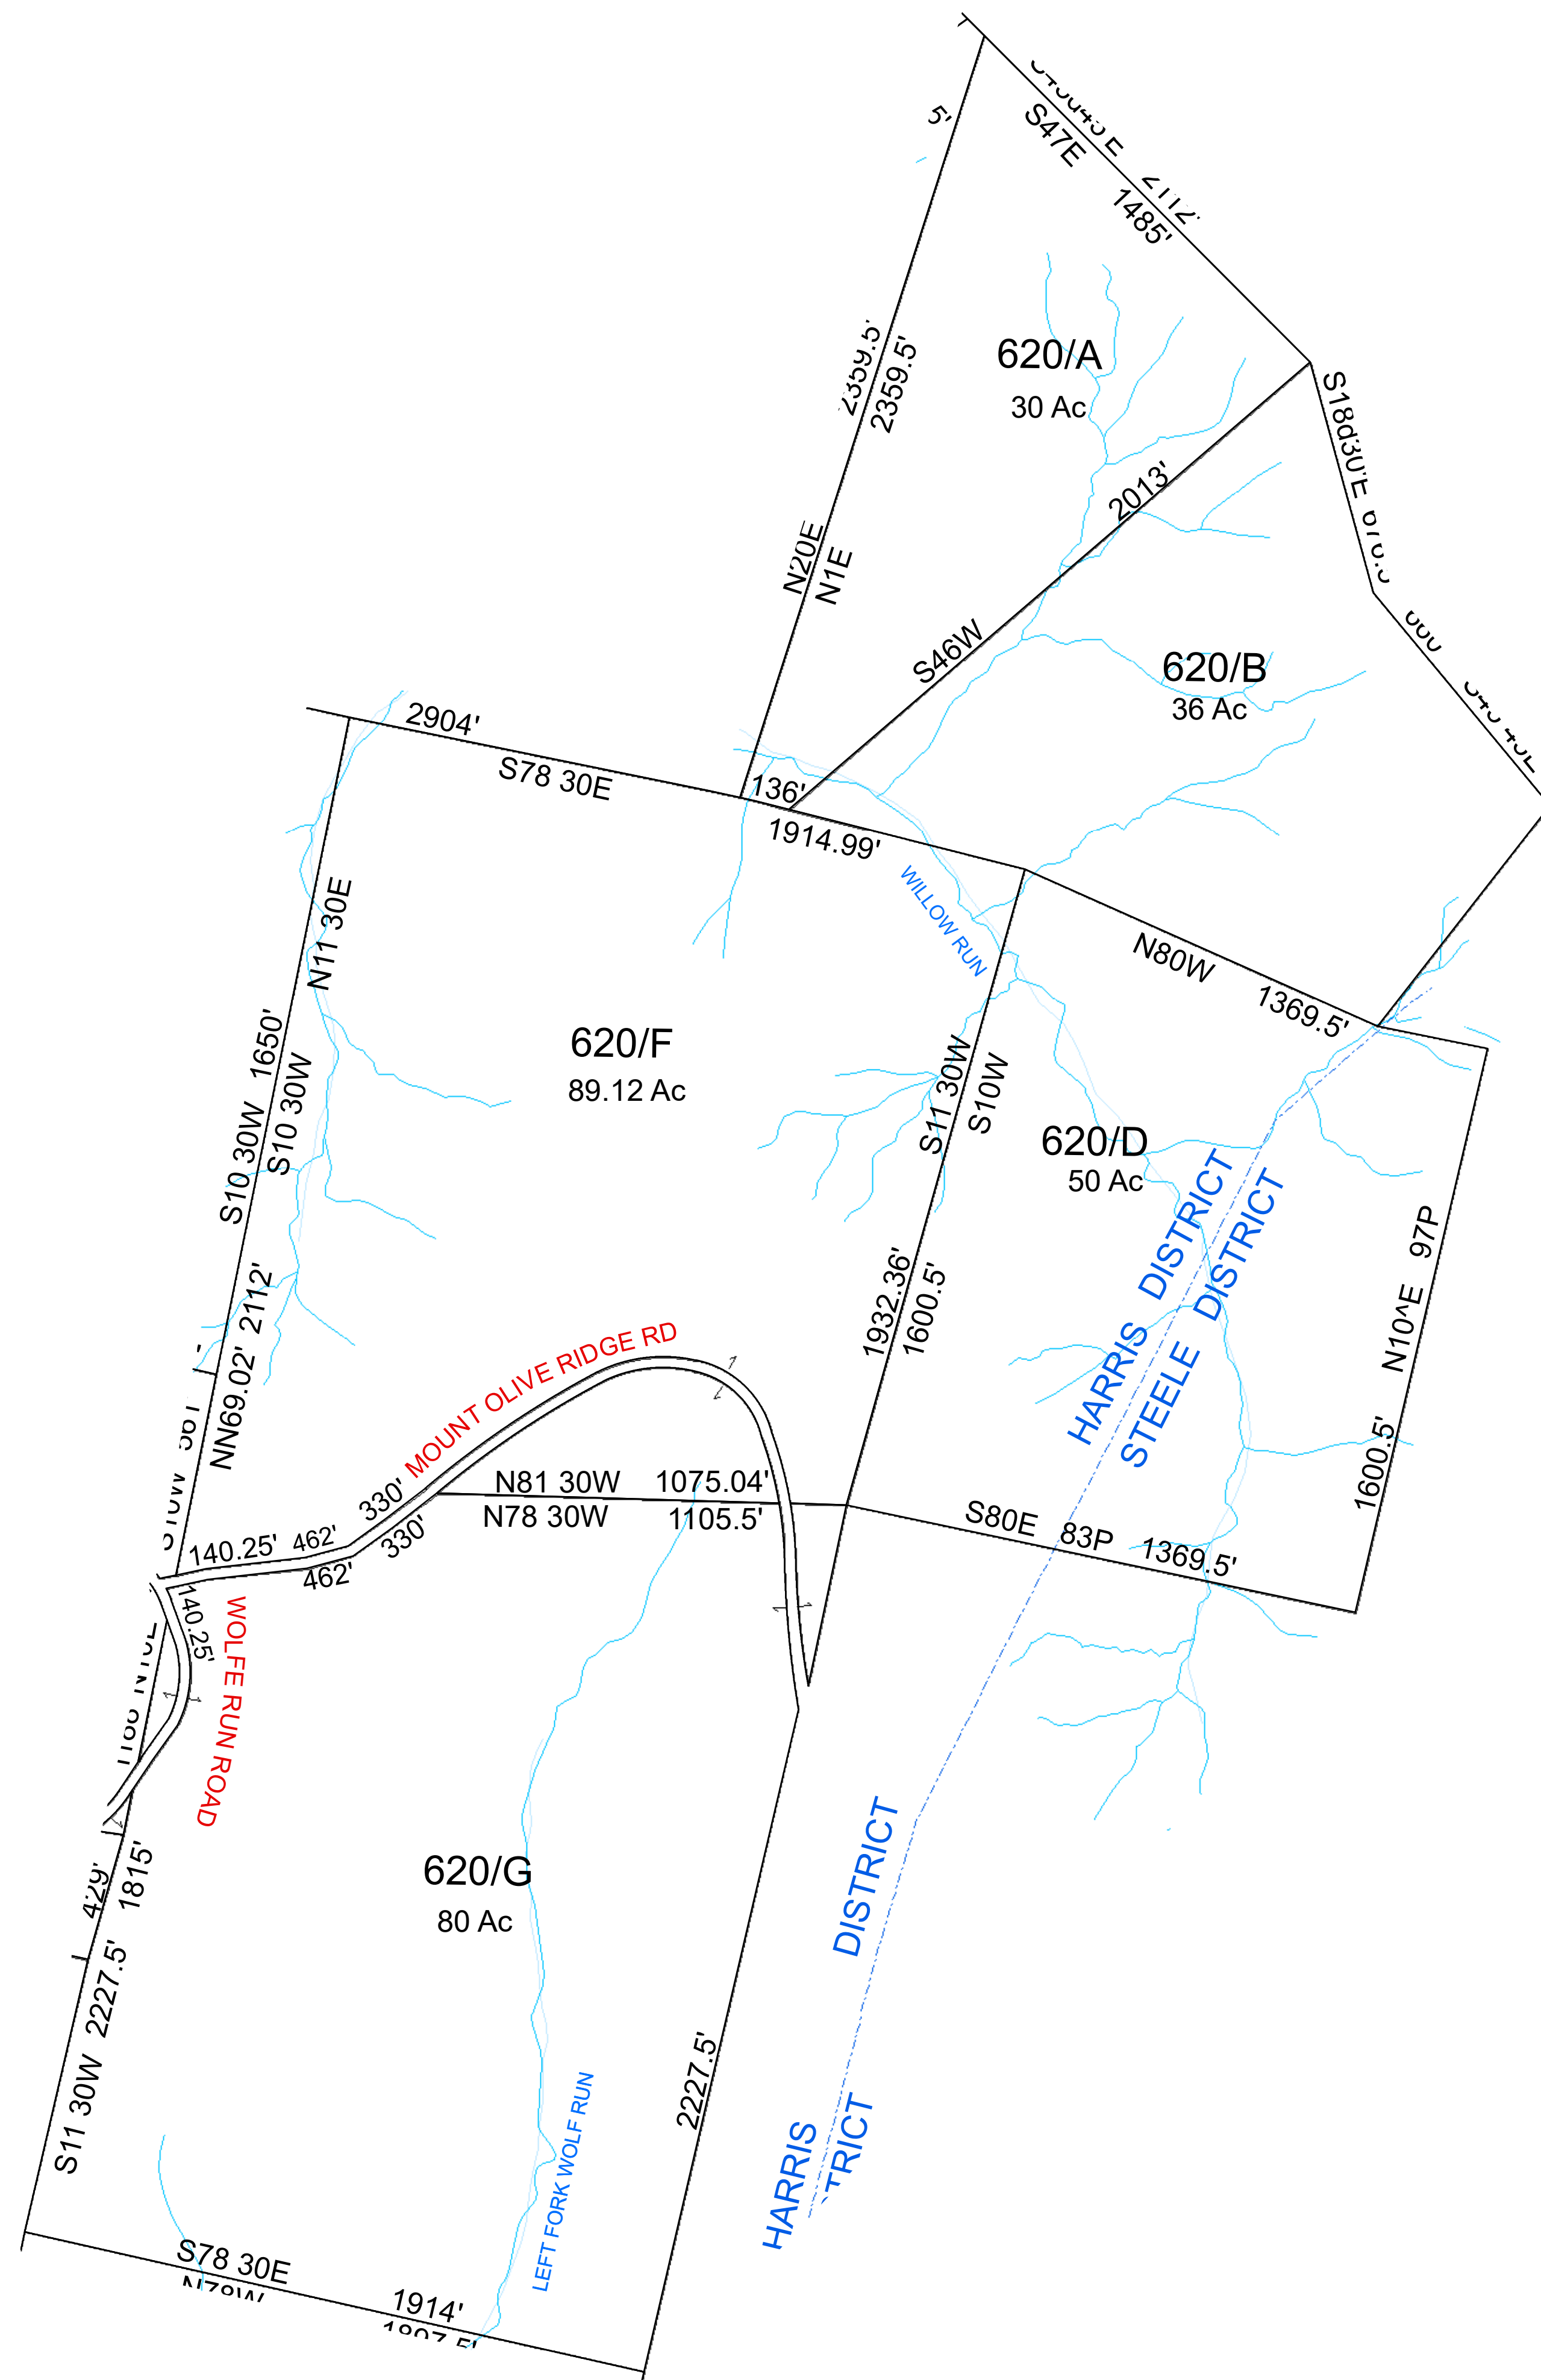 S47E
1485'
5'
2359.5'
2359.5'
620/A
30 Ac
2013'
N20E
N1E
S46W
620/B
36 Ac
2904'
S78 30E
136'
1914.99'
WILLOW RUN
N80W
1369.5'
N11 30E
S10 30W 1650'
S10 30W
620/F
89.12 Ac
S11 30W
S10W
620/D
50 Ac
HARRIS DISTRICT
STEELE DISTRICT
N10^E 97P
1600.5'
1932.36'
1600.5'
NN69.02' 2112'
MOUNT OLIVE RIDGE RD
N81 30W 1075.04'
N78 30W 1105.5'
S80E 83P 1369.5'
140.25' 462' 330'
462' 330'
140.25'
WOLFE RUN ROAD
429'
1815'
620/G
80 Ac
S11 30W 2227.5'
2227.5'
HARRIS DISTRICT
TRICT
LEFT FORK WOLF RUN
S78 30E
N78W
1914'